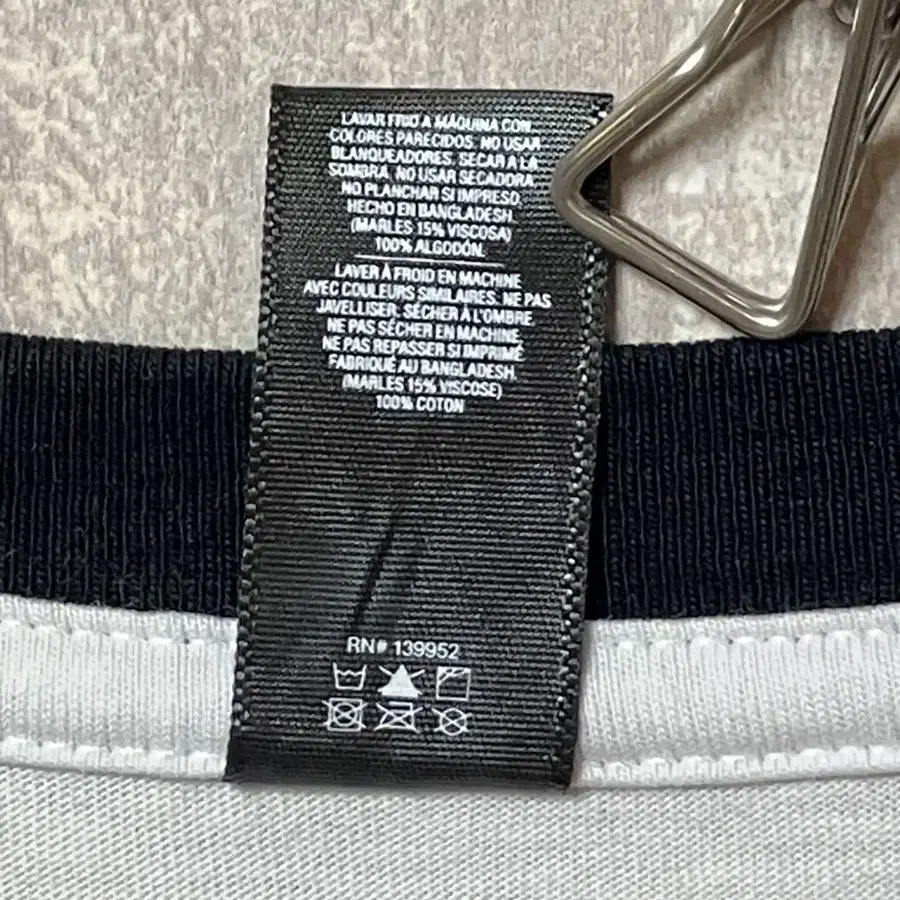 LAVAR FRIO A MAQUINA CON
COLORES PARECIDOS. NO USAR
BLANQUEADORES. SECAR A LA
SOMBRA. NO USAR SECADORA.
NO PLANCHAR SI IMPRESO.
HECHO EN BANGLADESH.
(MARLES 15% VISCOSA)
100% ALGODÓN.
LAVER À FROID EN MACHINE
AVEC COULEURS SIMILAIRES. NE PAS
JAVELLISER. SÉCHER À L'OMBRE.
NE PAS SÉCHER EN MACHINE.
NE PAS REPASSER SI IMPRIMÉ.
FABRIQUÉ AU BANGLADESH.
(MARLES 15% VISCOSE)
100% COTON
RN# 139952